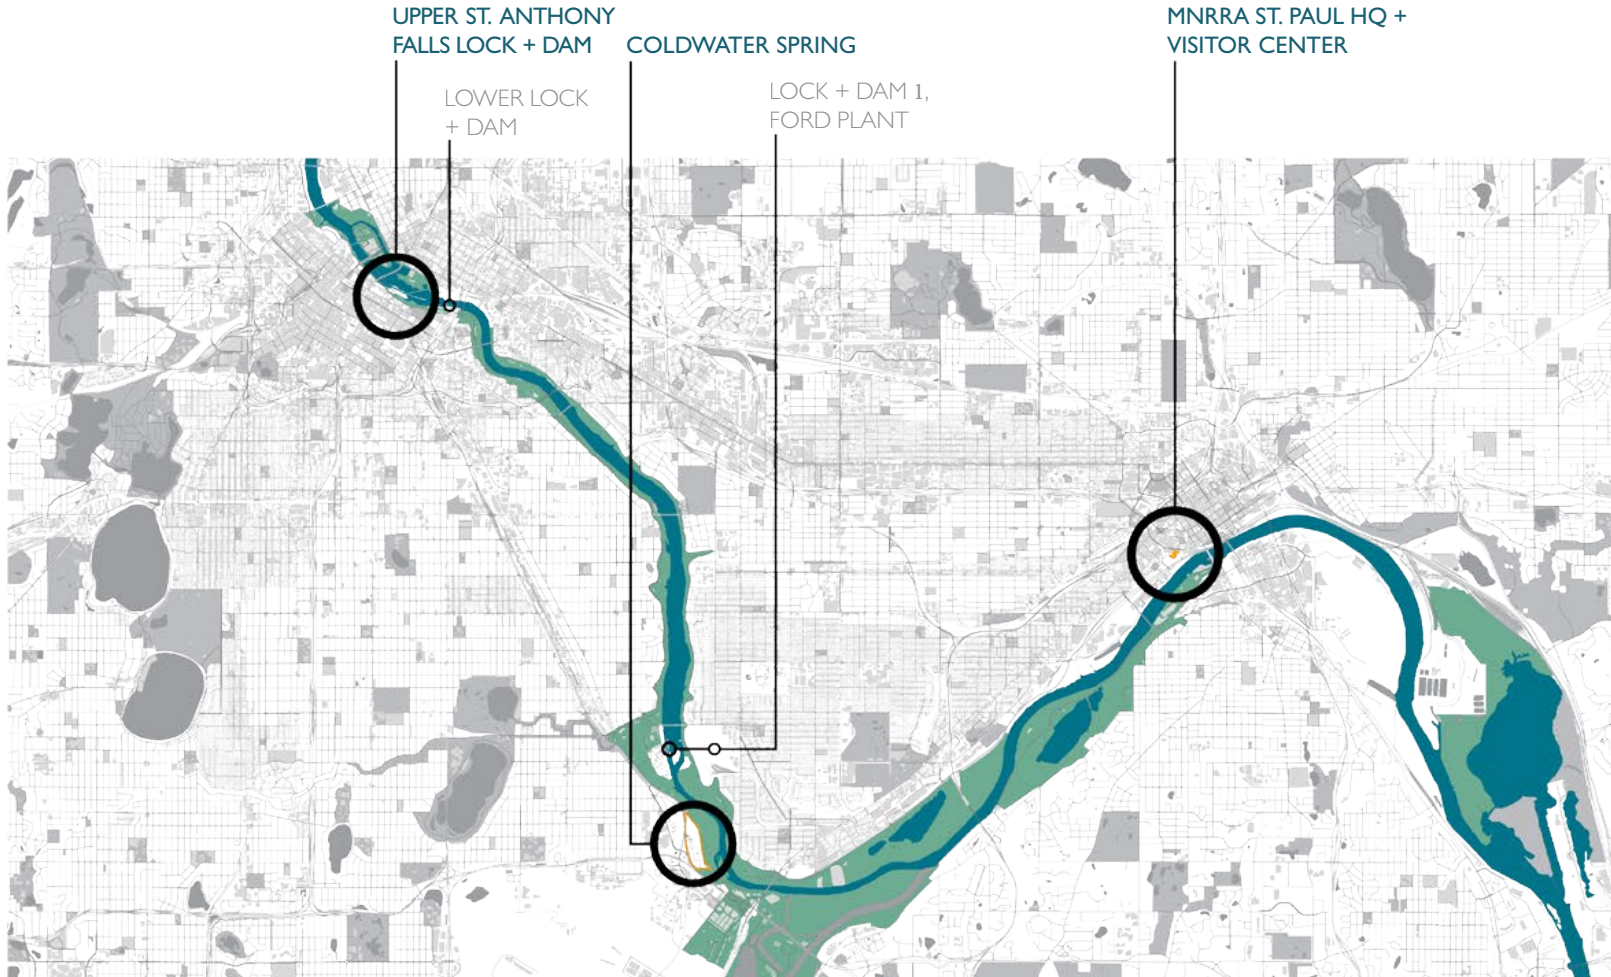 UPPER ST. ANTHONY
FALLS LOCK + DAM
COLDWATER SPRING
MNRRA ST. PAUL HQ +
VISITOR CENTER
LOWER LOCK
+ DAM
LOCK + DAM 1,
FORD PLANT